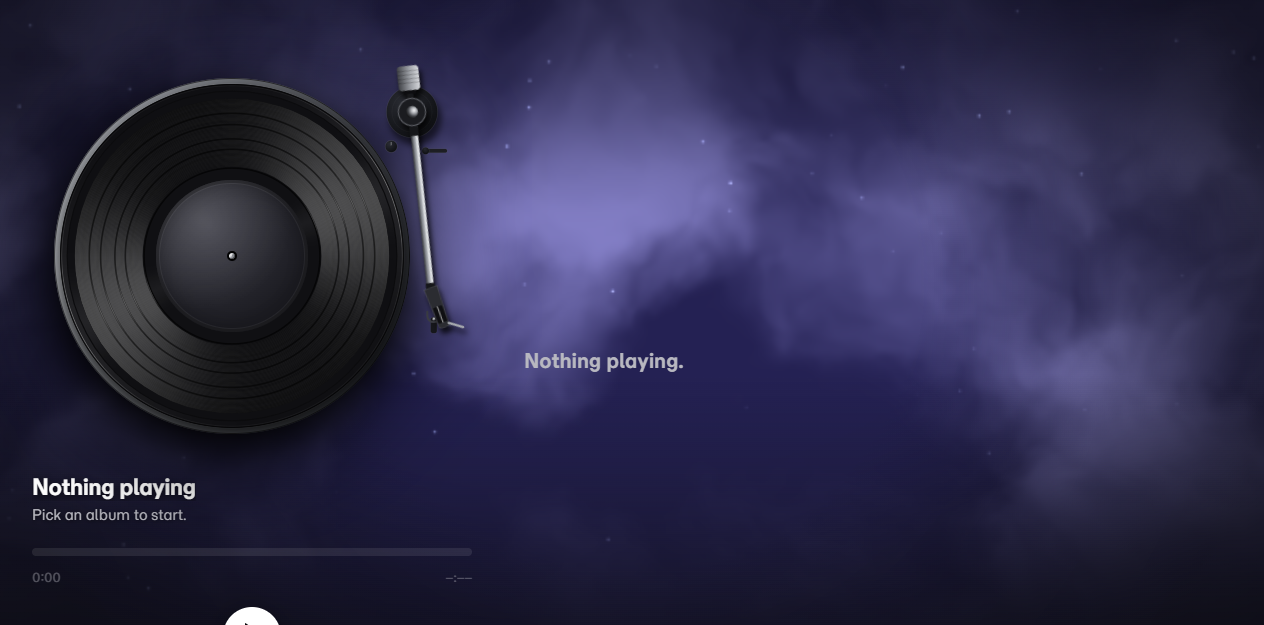 Nothing playing.
Nothing playing
Pick an album to start.
0:00
–:––